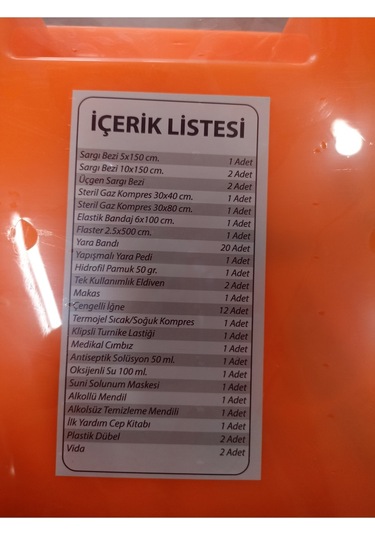 İÇERİK LİSTESİ
Sargı Bezi 5x150 cm. 1 Adet
Sargı Bezi 10x150 cm. 2 Adet
Üçgen Sargı Bezi 2 Adet
Steril Gaz Kompres 30x40 cm. 1 Adet
Steril Gaz Kompres 30x80 cm. 1 Adet
Elastik Bandaj 6x100 cm. 1 Adet
Flaster 2.5x500 cm. 1 Adet
Yara Bandı 20 Adet
Yapışmalı Yara Pedi 1 Adet
Hidrofil Pamuk 50 gr. 1 Adet
Tek Kullanımlık Eldiven 2 Adet
Makas 1 Adet
Çengelli İğne 12 Adet
Termojel Sıcak/Soğuk Kompres 1 Adet
Klipsli Turnike Lastiği 1 Adet
Medikal Cımbız 1 Adet
Antiseptik Solüsyon 50 ml. 1 Adet
Oksijenli Su 100 ml. 1 Adet
Suni Solunum Maskesi 1 Adet
Alkollü Mendil 1 Adet
Alkolsüz Temizleme Mendili 1 Adet
İlk Yardım Cep Kitabı 1 Adet
Plastik Dübel 2 Adet
Vida 2 Adet